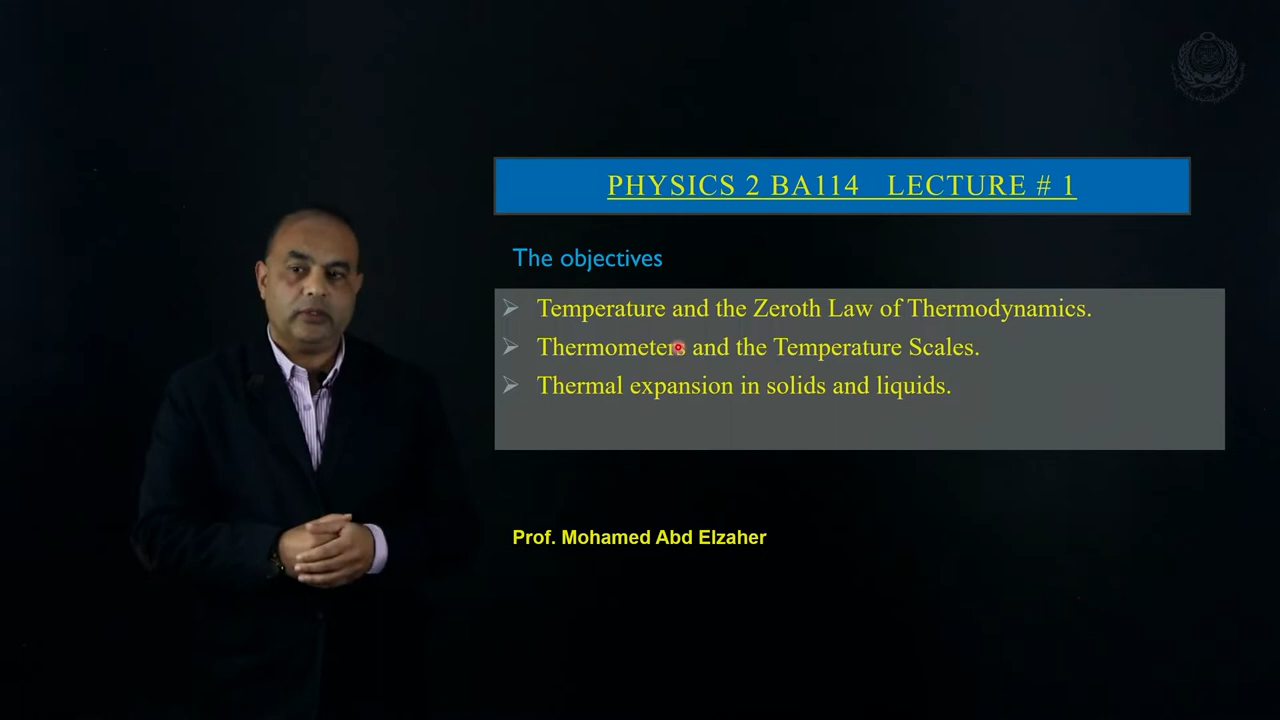 PHYSICS 2 BA114 LECTURE # 1
The objectives
Temperature and the Zeroth Law of Thermodynamics.
Thermometers and the Temperature Scales.
Thermal expansion in solids and liquids.
Prof. Mohamed Abd Elzaher